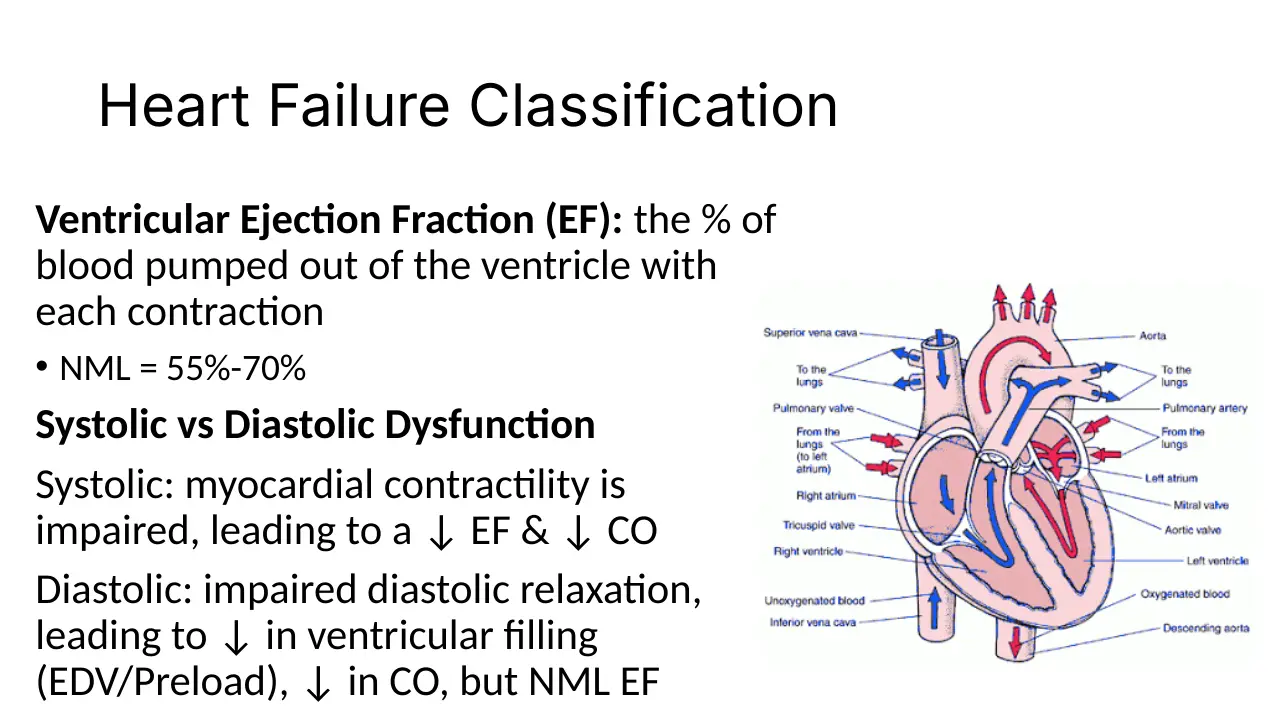 Heart Failure Classification
Ventricular Ejection Fraction (EF): the % of
blood pumped out of the ventricle with
each contraction
• NML = 55%-70%
Systolic vs Diastolic Dysfunction
Systolic: myocardial contractility is
impaired, leading to a ↓ EF & ↓ CO
Diastolic: impaired diastolic relaxation,
leading to ↓ in ventricular filling
(EDV/Preload), ↓ in CO, but NML EF
Superior vena cava
To the
lungs
Pulmonary valve
From the
lungs
(to left
atrium)
Right atrium
Tricuspid valve
Right ventricle
Unoxygenated blood
Inferior vena cava
Aorta
To the
lungs
Pulmonary artery
From the
lungs
Left atrium
Mitral valve
Aortic valve
Left ventricle
Oxygenated blood
Descending aorta